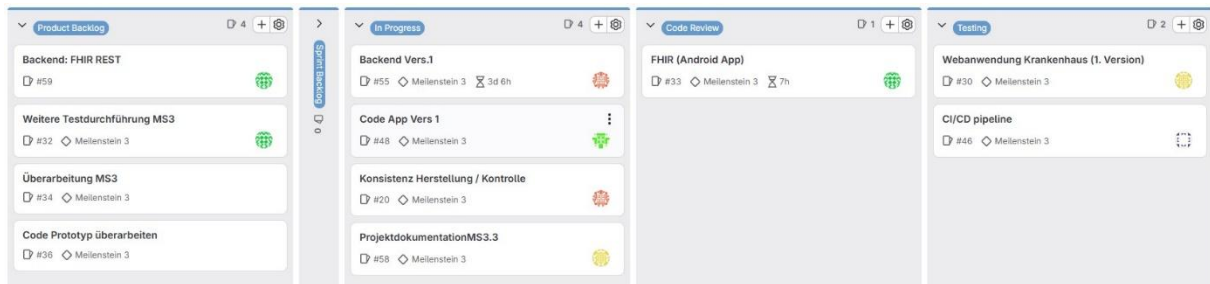 Product Backlog 4
Backend: FHIR REST
#59
Weitere Testdurchführung MS3
#32 Meilenstein 3
Überarbeitung MS3
#34 Meilenstein 3
Code Prototyp überarbeiten
#36 Meilenstein 3
Sprint Backlog
0
In Progress 4
Backend Vers.1
#55 Meilenstein 3 3d 6h
Code App Vers 1
#48 Meilenstein 3
Konsistenz Herstellung / Kontrolle
#20 Meilenstein 3
ProjektdokumentationMS3.3
#58 Meilenstein 3
Code Review 1
FHIR (Android App)
#33 Meilenstein 3 7h
Testing 2
Webanwendung Krankenhaus (1. Version)
#30 Meilenstein 3
CI/CD pipeline
#46 Meilenstein 3